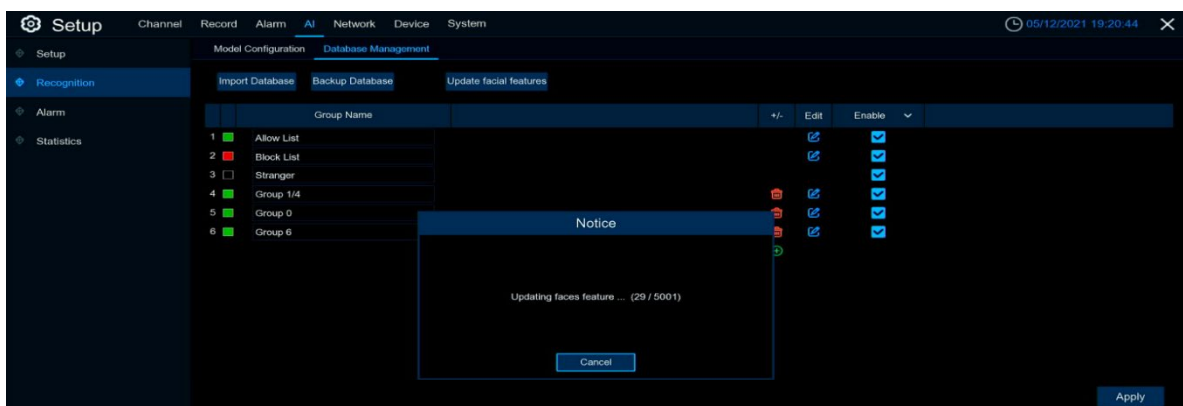 Setup Channel Record Alarm AI Network Device System 05/12/2021 19:20:44
Setup Model Configuration Database Management
Recognition Import Database Backup Database Update facial features
Alarm Group Name +/- Edit Enable
Statistics 1 Allow List
2 Block List
3 Stranger
4 Group 1/4
5 Group 0
6 Group 6
Notice
Updating faces feature ... (29 / 5001)
Cancel
Apply